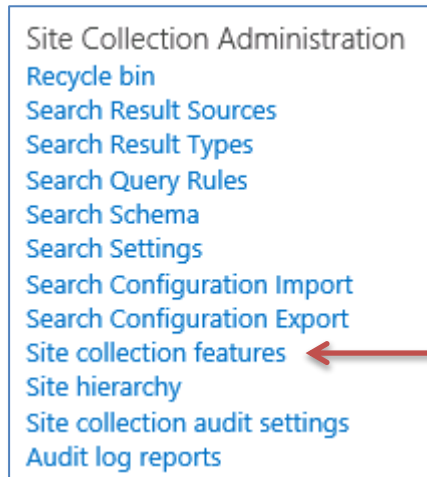 Site Collection Administration
Recycle bin
Search Result Sources
Search Result Types
Search Query Rules
Search Schema
Search Settings
Search Configuration Import
Search Configuration Export
Site collection features
Site hierarchy
Site collection audit settings
Audit log reports